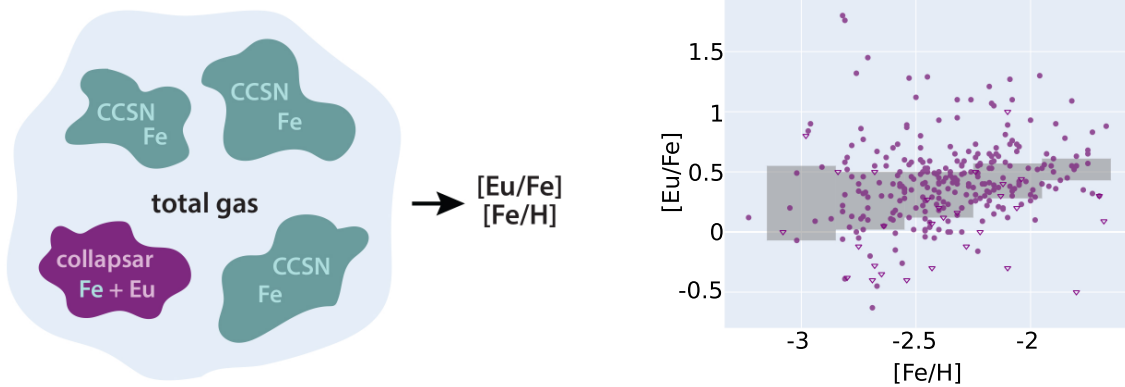 CCSN
Fe
CCSN
Fe
total gas
collapsar
Fe + Eu
CCSN
Fe
[Eu/Fe]
[Fe/H]
[Eu/Fe]
1.5
1
0.5
0
-0.5
-3
-2.5
-2
[Fe/H]